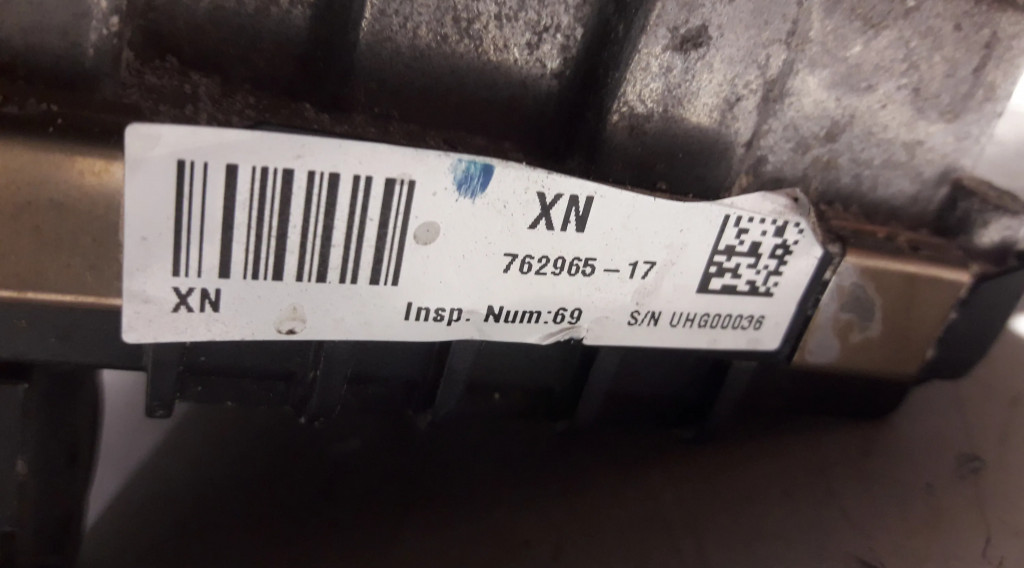 XN
XN
762965-17
Insp. Num:69
S/N UHG00036